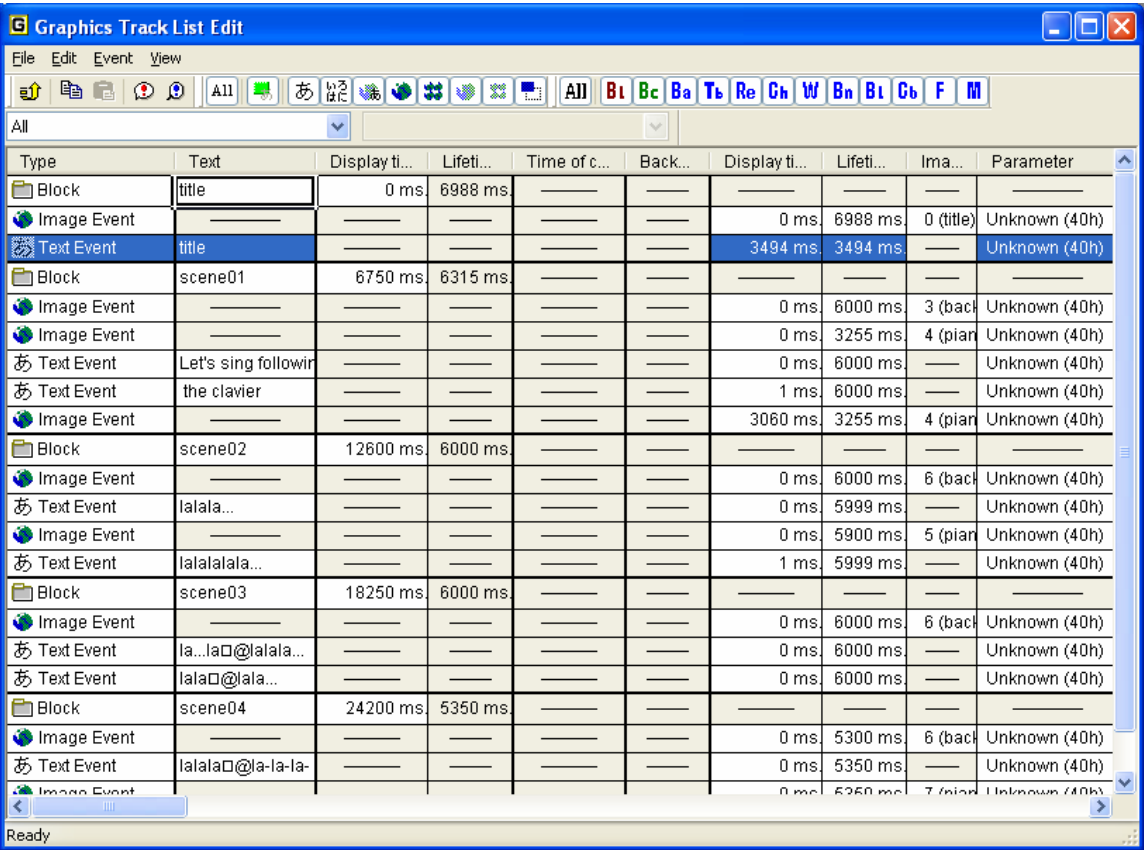 G Graphics Track List Edit
File Edit Event View
All あ All Bl Bc Ba Tb Re Ch W Bn Bl Cb F M
All
Type Text Display ti... Lifeti... Time of c... Back... Display ti... Lifeti... Ima... Parameter
Block title 0 ms. 6988 ms.
Image Event 0 ms. 6988 ms. 0 (title) Unknown (40h)
Text Event title 3494 ms. 3494 ms. Unknown (40h)
Block scene01 6750 ms. 6315 ms.
Image Event 0 ms. 6000 ms. 3 (back Unknown (40h)
Image Event 0 ms. 3255 ms. 4 (pian Unknown (40h)
あ Text Event Let's sing followin 0 ms. 6000 ms. Unknown (40h)
あ Text Event the clavier 1 ms. 6000 ms. Unknown (40h)
Image Event 3060 ms. 3255 ms. 4 (pian Unknown (40h)
Block scene02 12600 ms. 6000 ms.
Image Event 0 ms. 6000 ms. 6 (back Unknown (40h)
あ Text Event lalala... 0 ms. 5999 ms. Unknown (40h)
Image Event 0 ms. 5900 ms. 5 (pian Unknown (40h)
あ Text Event lalalalala... 1 ms. 5999 ms. Unknown (40h)
Block scene03 18250 ms. 6000 ms.
Image Event 0 ms. 6000 ms. 6 (back Unknown (40h)
あ Text Event la...la□@lalala... 0 ms. 6000 ms. Unknown (40h)
あ Text Event lala□@lala... 0 ms. 6000 ms. Unknown (40h)
Block scene04 24200 ms. 5350 ms.
Image Event 0 ms. 5300 ms. 6 (back Unknown (40h)
あ Text Event lalala□@la-la-la- 0 ms. 5350 ms. Unknown (40h)
Image Event 0 ms. 5350 ms. 7 (pian Unknown (40h)
Ready